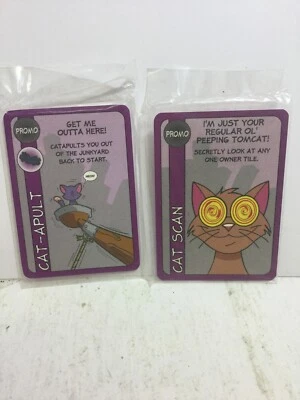 PROMO
GET ME
OUTTA HERE!
CATAPULTS YOU OUT
OF THE JUNKYARD
BACK TO START.
CAT-APULT
PROMO
I'M JUST YOUR
REGULAR OL'
PEEPING TOMCAT!
SECRETLY LOOK AT ANY
ONE OWNER TILE.
CAT SCAN